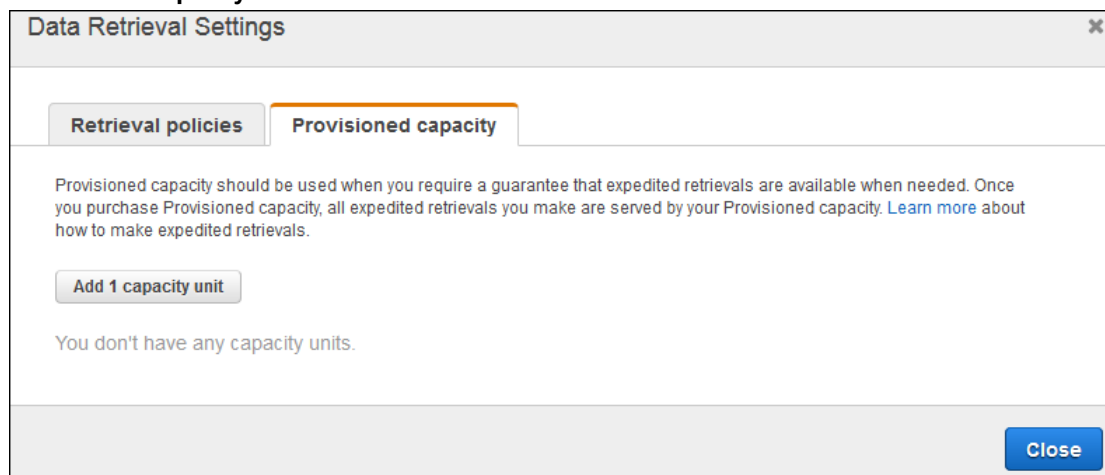 Data Retrieval Settings
Retrieval policies Provisioned capacity
Provisioned capacity should be used when you require a guarantee that expedited retrievals are available when needed. Once
you purchase Provisioned capacity, all expedited retrievals you make are served by your Provisioned capacity. Learn more about
how to make expedited retrievals.
Add 1 capacity unit
You don't have any capacity units.
Close